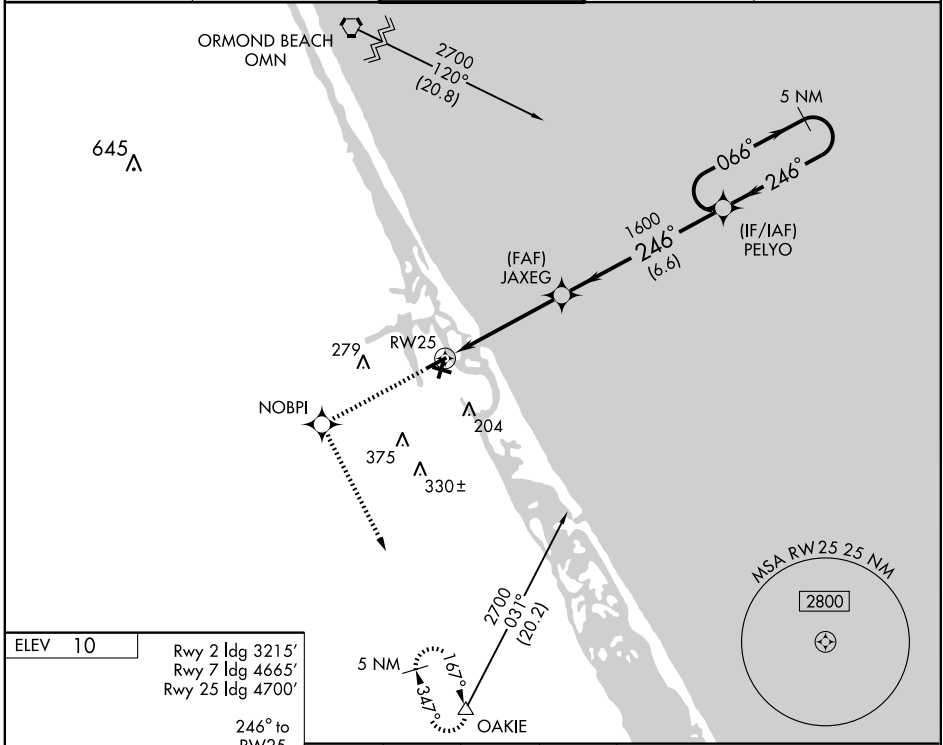 ORMOND BEACH
OMN
2700
120°
(20.8)
5 NM
645
066°
246°
(IF/IAF)
PELYO
1600
246°
(6.6)
(FAF)
JAXEG
RW25
279
NOBPI
204
375
330±
MSA RW25 25 NM
2800
2700
031°
(20.2)
5 NM
167°
347°
OAKIE
ELEV 10
Rwy 2 ldg 3215'
Rwy 7 ldg 4665'
Rwy 25 ldg 4700'
246° to
RW25